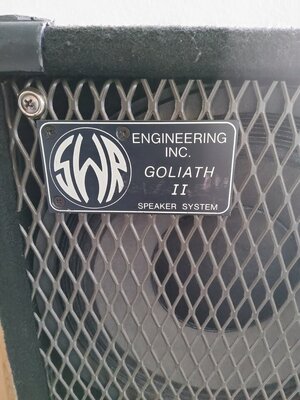 SWR
ENGINEERING
INC.
GOLIATH
II
SPEAKER SYSTEM